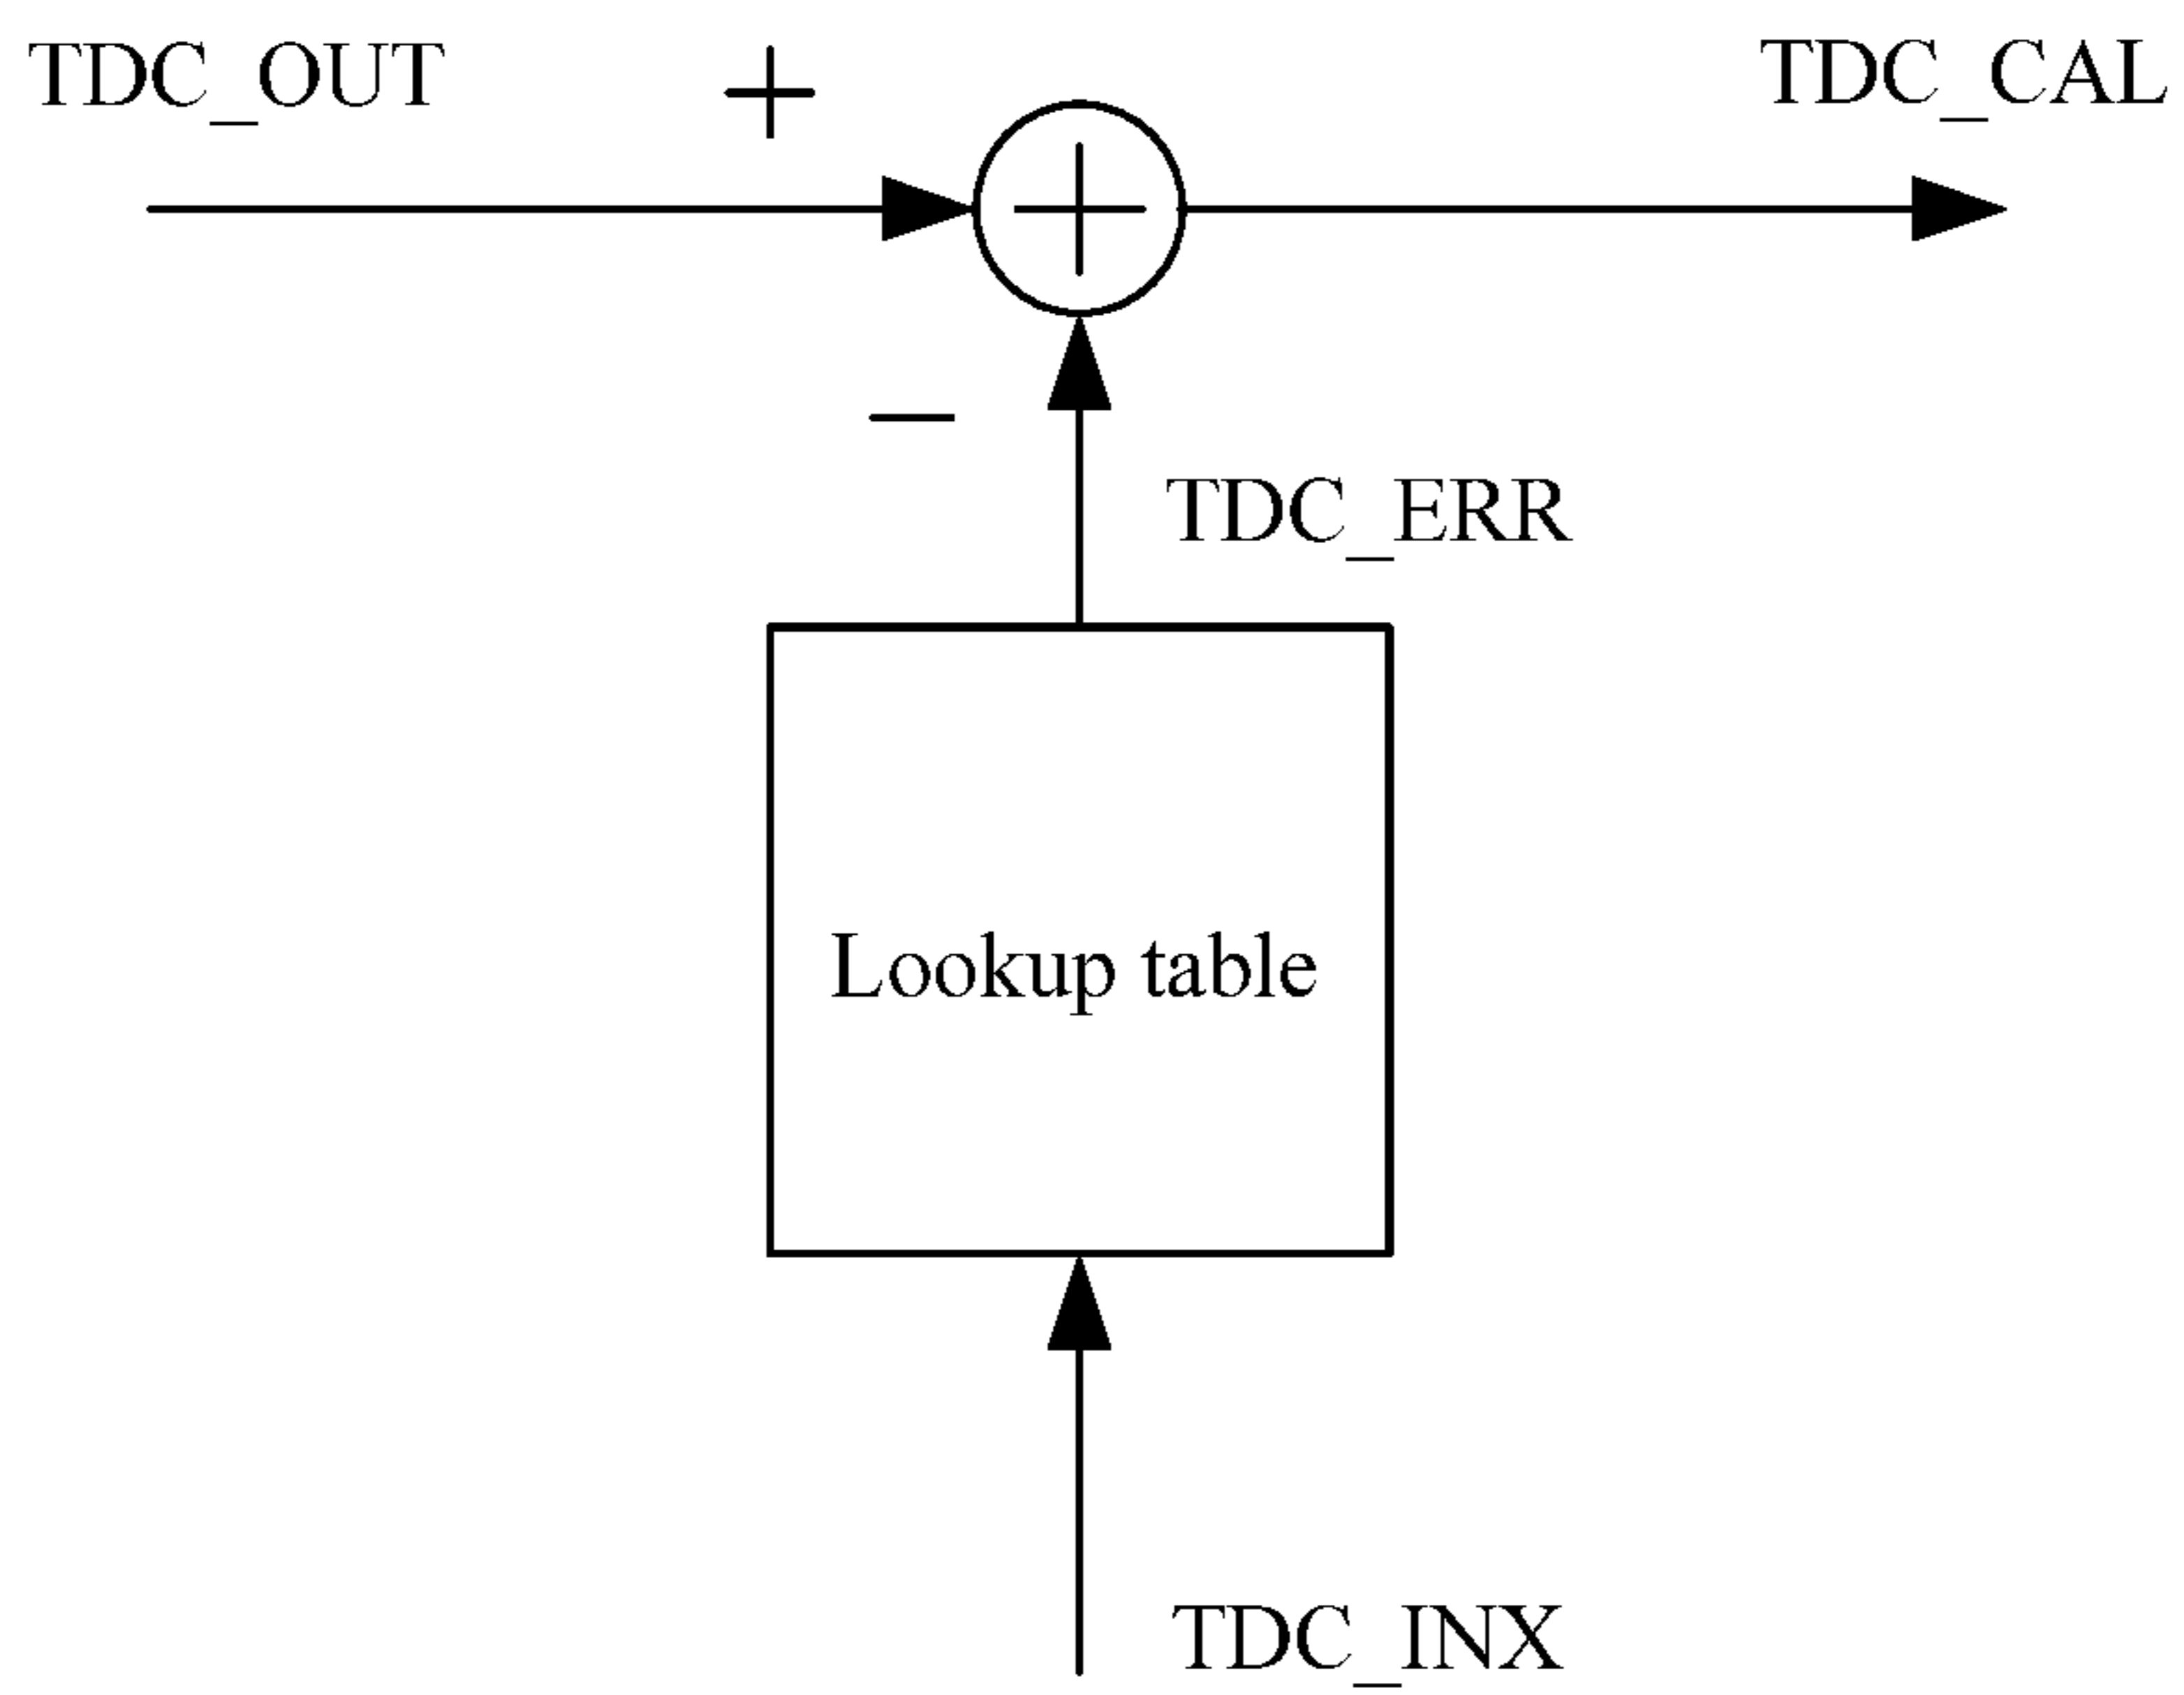 TDC_OUT
+
TDC_CAL
+
−
TDC_ERR
Lookup table
TDC_INX